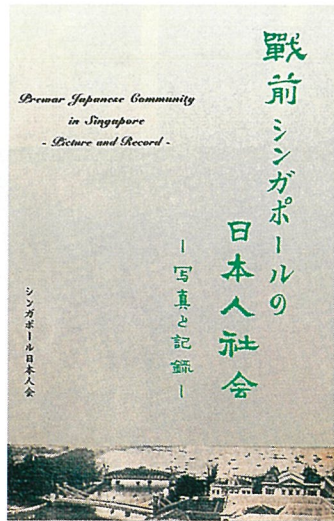 戰前シンガポールの
日本人社会
－写真と記録－
Prewar Japanese Community
in Singapore
- Picture and Record -
シンガポール日本人会